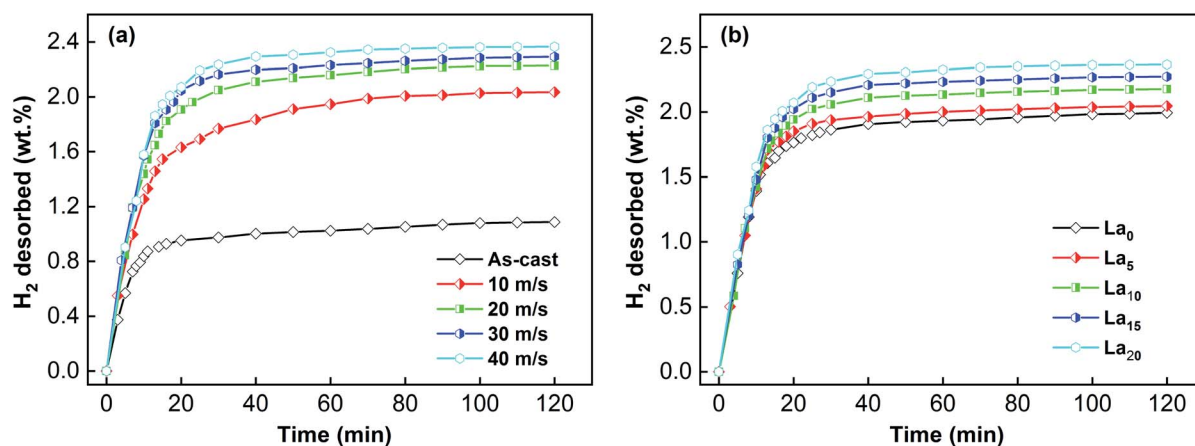 (a)
H₂ desorbed (wt.%)
2.4
2.0
1.6
1.2
0.8
0.4
0.0
As-cast
10 m/s
20 m/s
30 m/s
40 m/s
0 20 40 60 80 100 120
Time (min)
(b)
H₂ desorbed (wt.%)
2.5
2.0
1.5
1.0
0.5
0.0
La₀
La₅
La₁₀
La₁₅
La₂₀
0 20 40 60 80 100 120
Time (min)